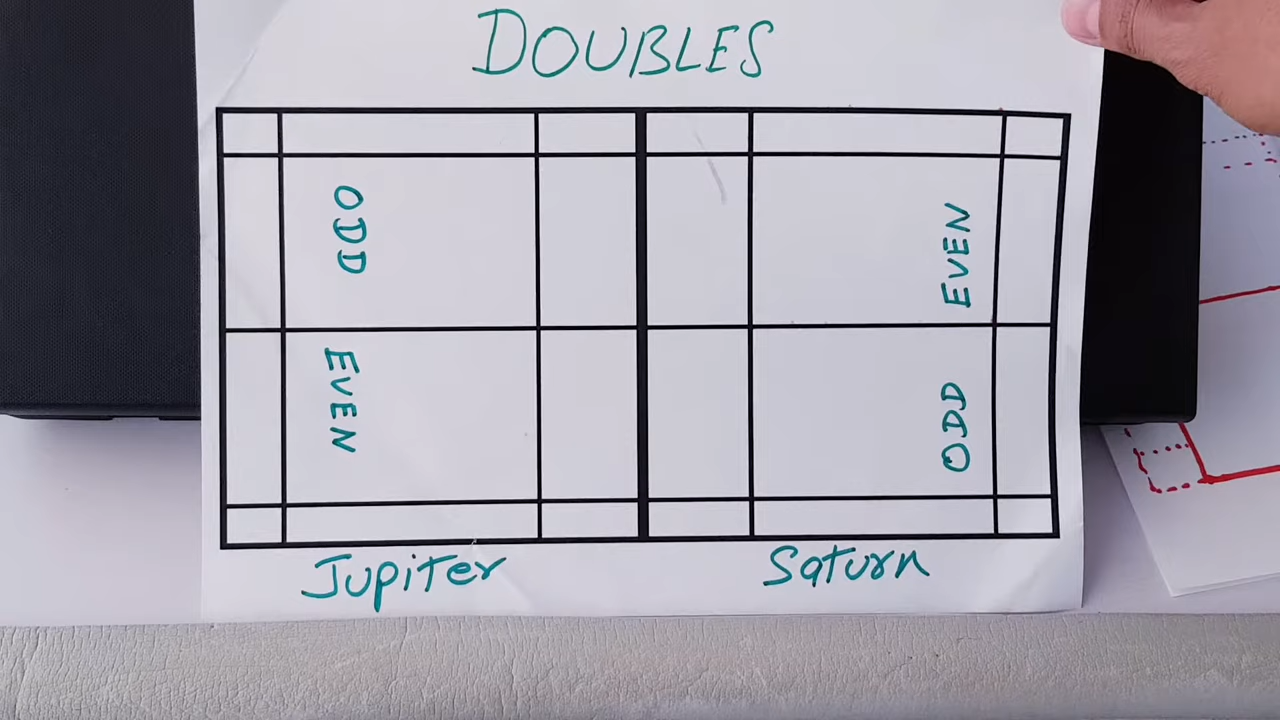 DOUBLES
ODD
EVEN
EVEN
ODD
Jupiter
Saturn